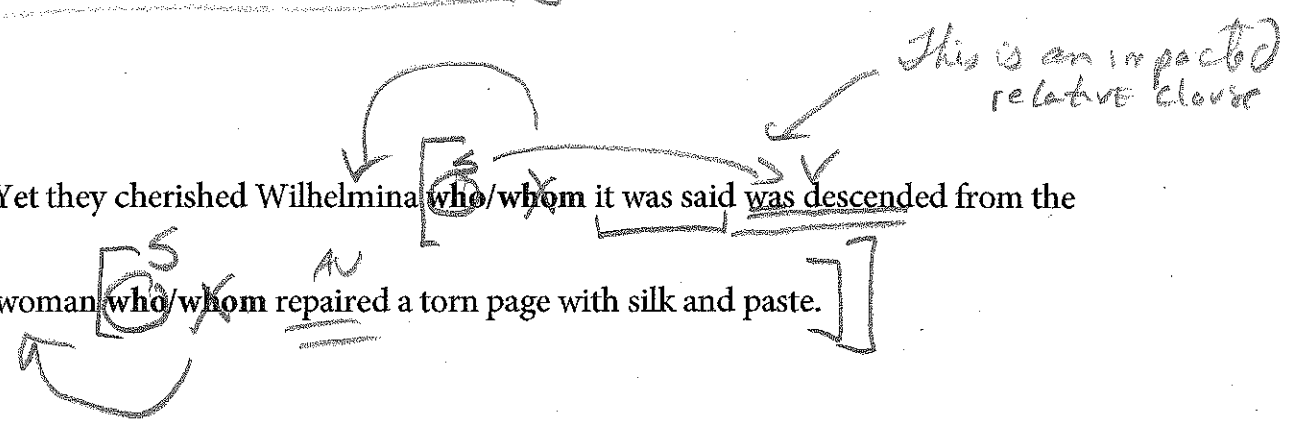 This is an impacted
relative clause
S V
Yet they cherished Wilhelmina who/whom it was said was descended from the
S AV
woman who/whom repaired a torn page with silk and paste.